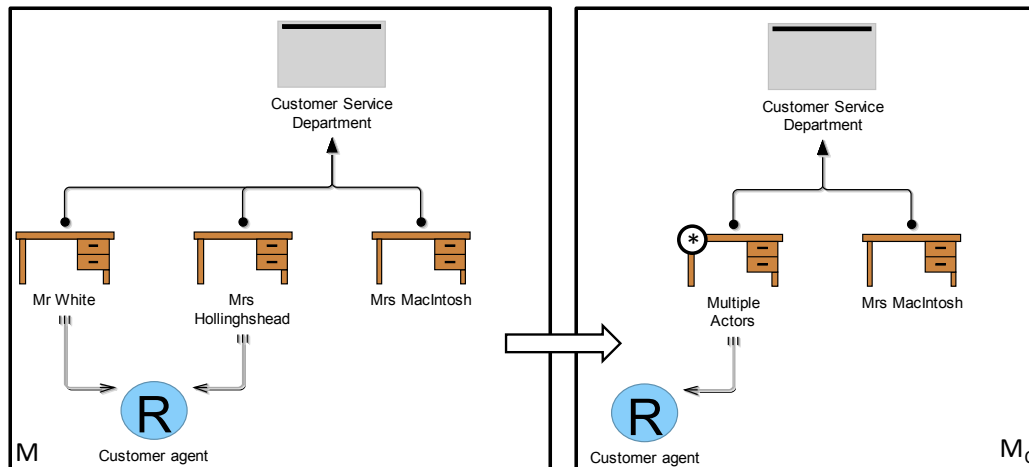 Customer Service
Department
Mr White
Mrs
Hollinghshead
Mrs MacIntosh
R
Customer agent
M
Customer Service
Department
*
Multiple
Actors
Mrs MacIntosh
R
Customer agent
M